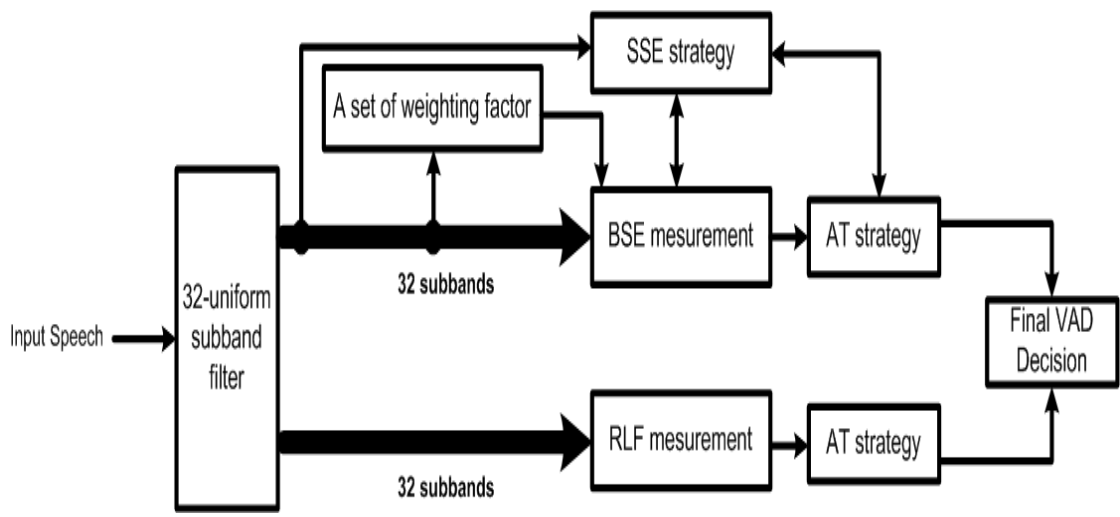 SSE strategy
A set of weighting factor
BSE mesurement
AT strategy
32 subbands
32-uniform
subband
filter
Input Speech
Final VAD
Decision
RLF mesurement
AT strategy
32 subbands